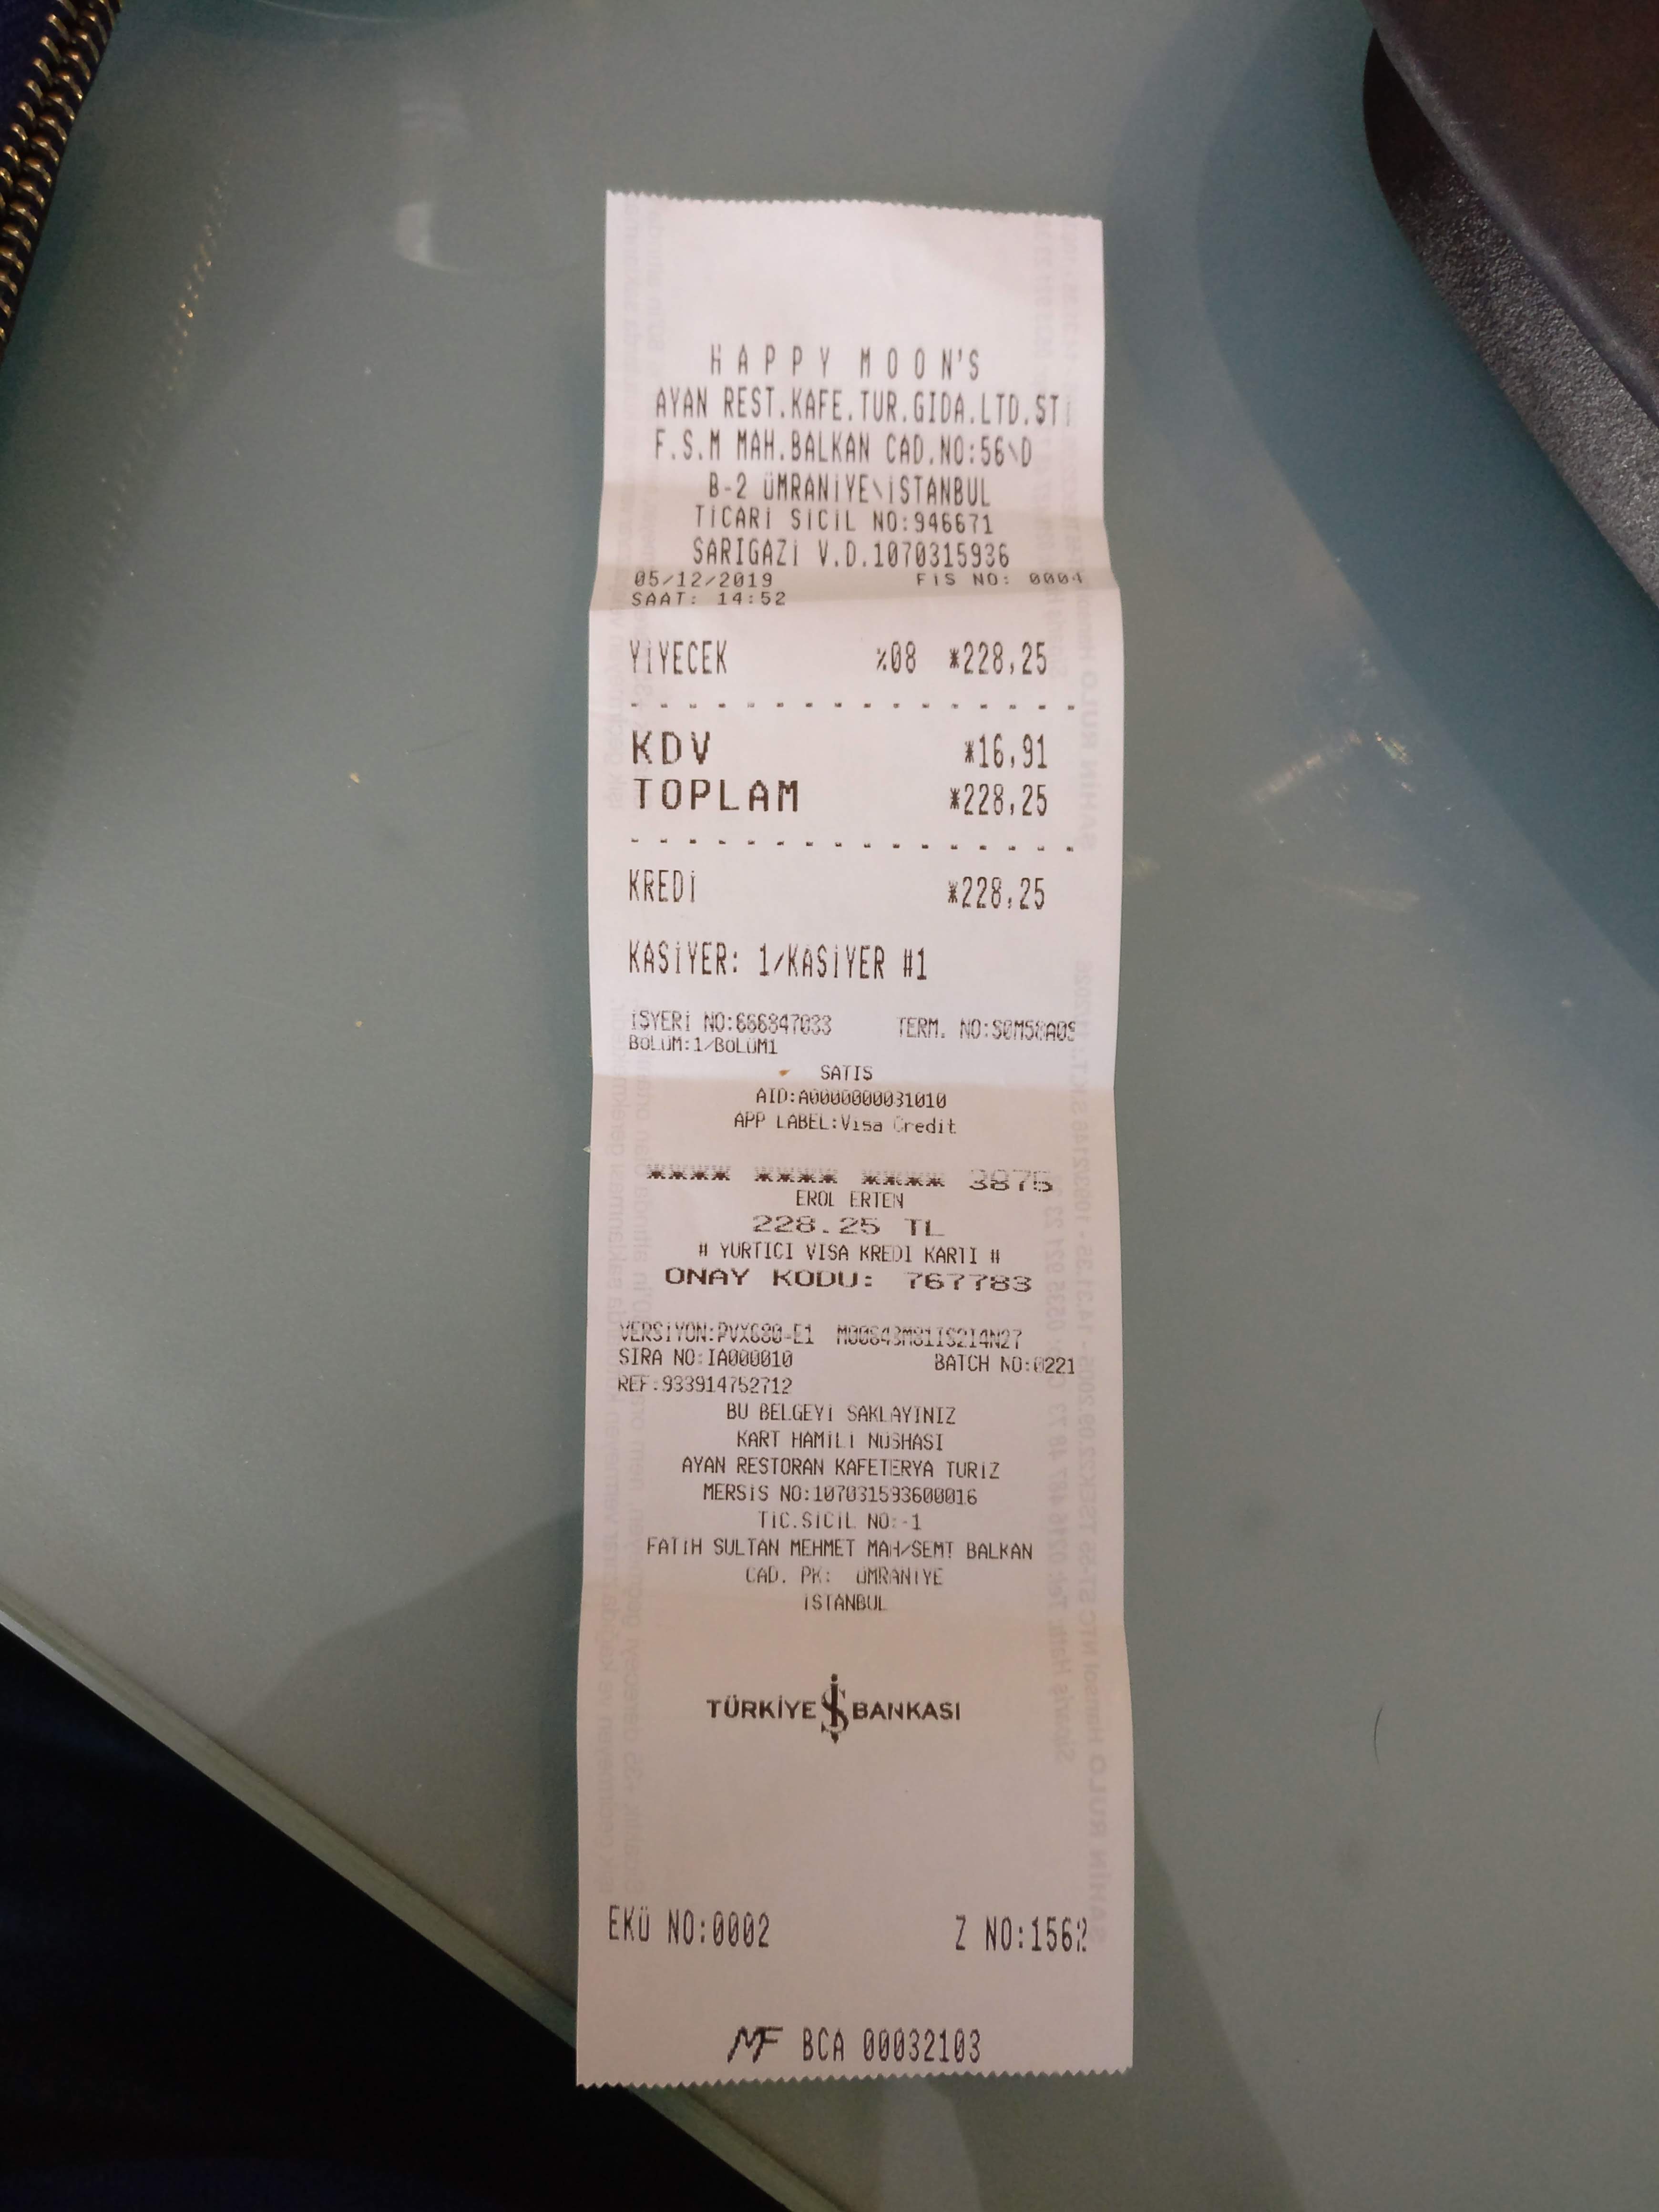 HAPPY MOON'S
AYAN REST.KAFE.TUR.GIDA.LTD.ŞTİ
F.S.M MAH.BALKAN CAD.NO:56\D
B-2 ÜMRANİYE\İSTANBUL
TİCARİ SİCİL NO:946671
SARIGAZİ V.D.1070315936
05/12/2019 FİŞ NO: 0004
SAAT: 14:52
YİYECEK %08 *228,25
KDV *16,91
TOPLAM *228,25
KREDİ *228,25
KASİYER: 1/KASİYER #1
İŞYERİ NO:666847033 TERM. NO:
BÖLÜM:1/BÖLÜM1
SATIŞ
AID:A0000000031010
APP LABEL:Visa Credit
**** **** **** 3875
EROL ERTEN
228.25 TL
# YURTİÇİ VISA KREDİ KARTI #
ONAY KODU: 767783
VERSİYON:PVX680-E1
SIRA NO:IA000010 BATCH NO:0221
REF:933914752712
BU BELGEYİ SAKLAYINIZ
KART HAMİLİ NÜSHASI
AYAN RESTORAN KAFETERYA TURİZ
MERSİS NO:107031593600016
TİC.SİCİL NO:-1
FATİH SULTAN MEHMET MAH/SEMT BALKAN
CAD. PK: ÜMRANİYE
İSTANBUL
TÜRKİYE İŞ BANKASI
EKÜ NO:0002 Z NO:1562
MF BCA 00032103